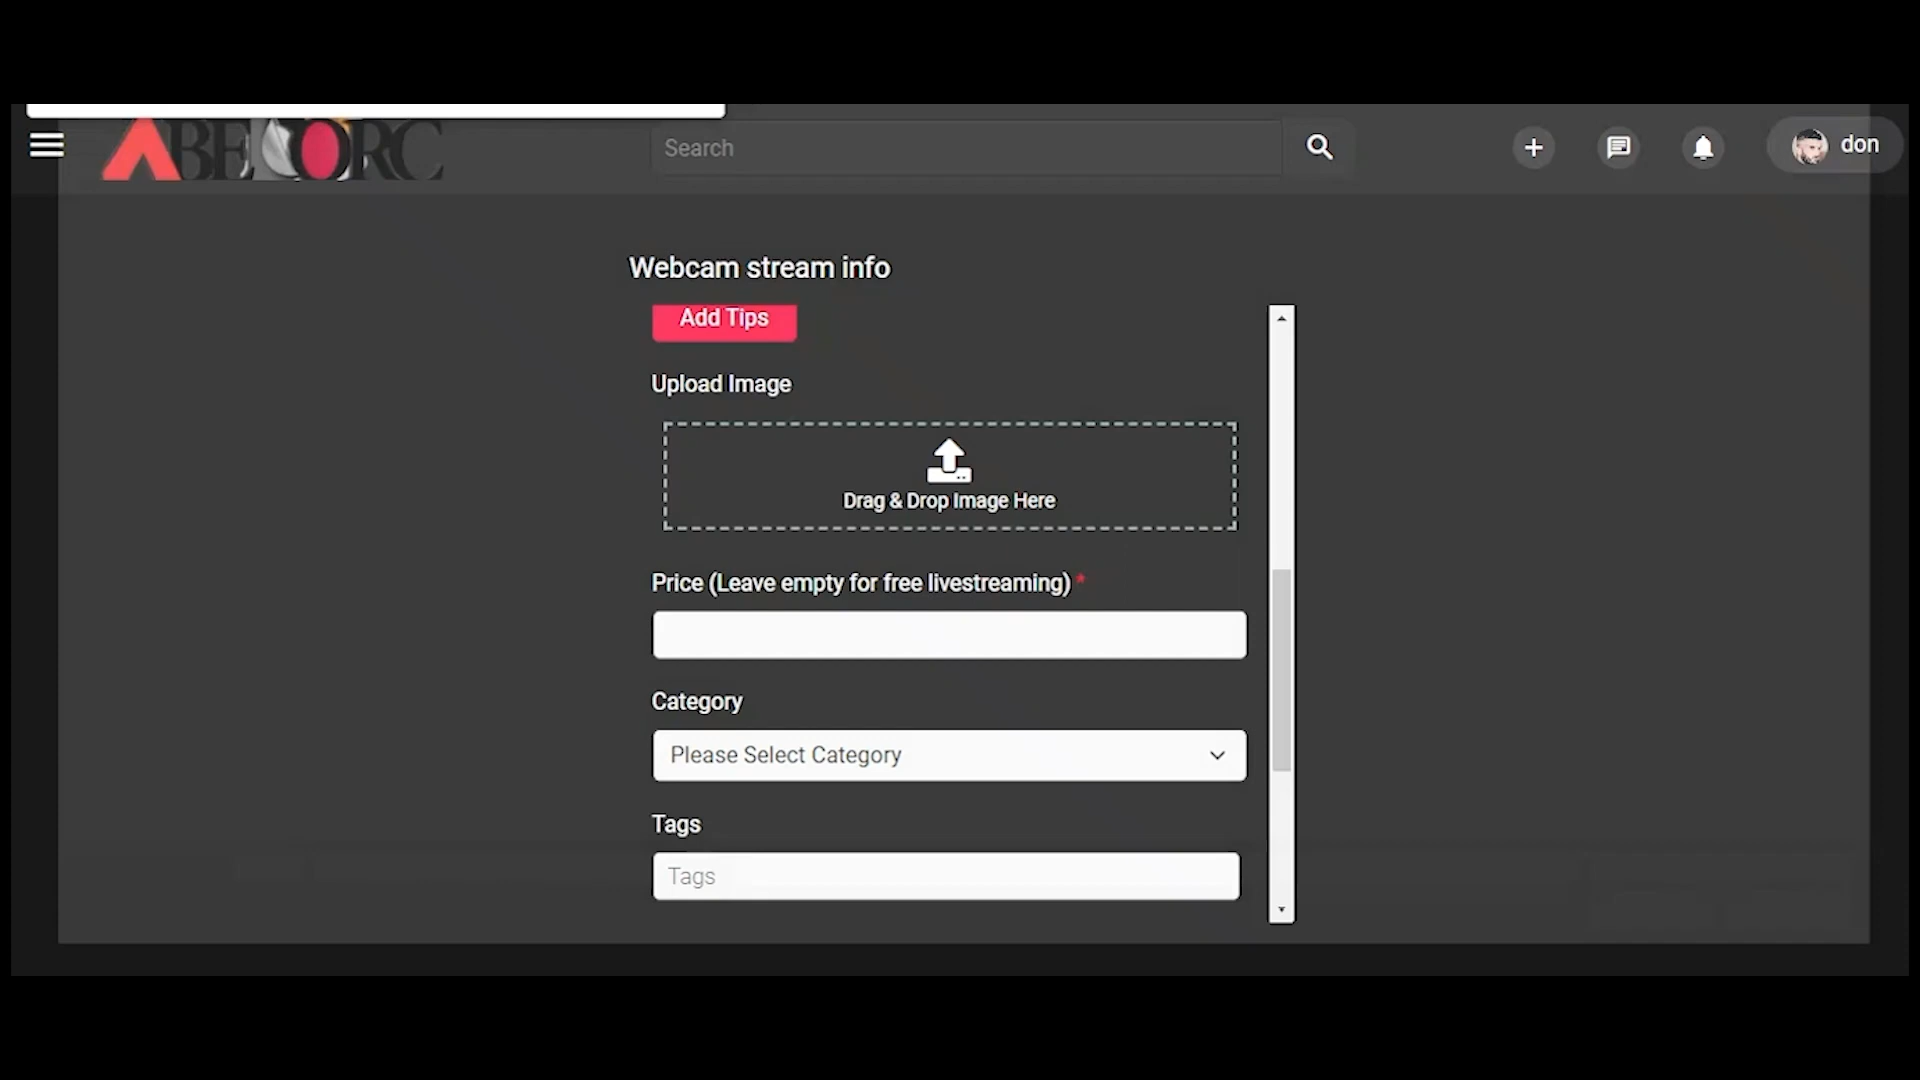 ABELORC
Search
don
Webcam stream info
Add Tips
Upload Image
Drag & Drop Image Here
Price (Leave empty for free livestreaming) *
Category
Please Select Category
Tags
Tags